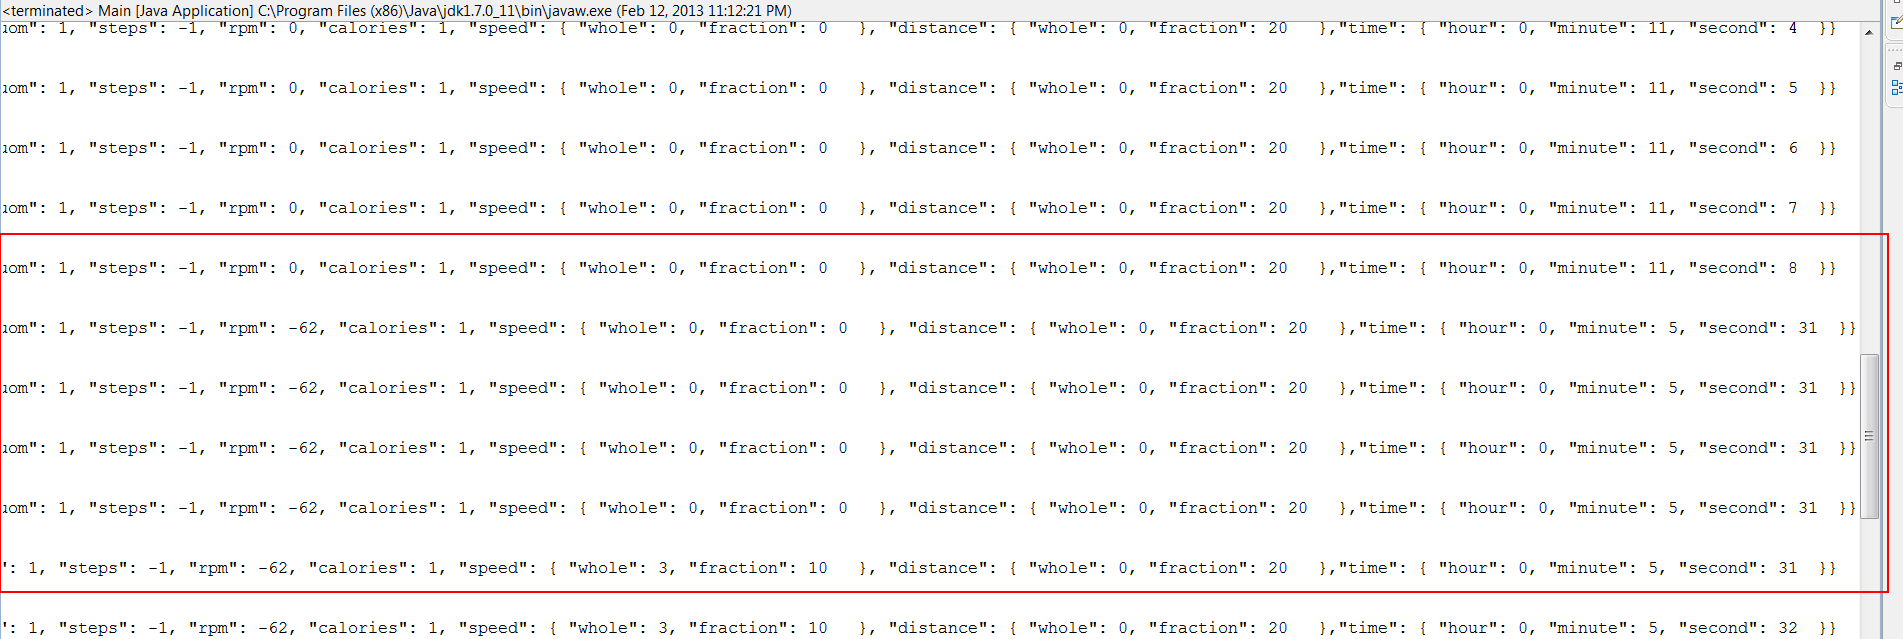 <terminated> Main [Java Application] C:\Program Files (x86)\Java\jdk1.7.0_11\bin\javaw.exe (Feb 12, 2013 11:12:21 PM)
uom": 1, "steps": -1, "rpm": 0, "calories": 1, "speed": { "whole": 0, "fraction": 0   }, "distance": { "whole": 0, "fraction": 20   },"time": { "hour": 0, "minute": 11, "second": 4  }}
uom": 1, "steps": -1, "rpm": 0, "calories": 1, "speed": { "whole": 0, "fraction": 0   }, "distance": { "whole": 0, "fraction": 20   },"time": { "hour": 0, "minute": 11, "second": 5  }}
uom": 1, "steps": -1, "rpm": 0, "calories": 1, "speed": { "whole": 0, "fraction": 0   }, "distance": { "whole": 0, "fraction": 20   },"time": { "hour": 0, "minute": 11, "second": 6  }}
uom": 1, "steps": -1, "rpm": 0, "calories": 1, "speed": { "whole": 0, "fraction": 0   }, "distance": { "whole": 0, "fraction": 20   },"time": { "hour": 0, "minute": 11, "second": 7  }}
uom": 1, "steps": -1, "rpm": 0, "calories": 1, "speed": { "whole": 0, "fraction": 0   }, "distance": { "whole": 0, "fraction": 20   },"time": { "hour": 0, "minute": 11, "second": 8  }}
uom": 1, "steps": -1, "rpm": -62, "calories": 1, "speed": { "whole": 0, "fraction": 0   }, "distance": { "whole": 0, "fraction": 20   },"time": { "hour": 0, "minute": 5, "second": 31  }}
uom": 1, "steps": -1, "rpm": -62, "calories": 1, "speed": { "whole": 0, "fraction": 0   }, "distance": { "whole": 0, "fraction": 20   },"time": { "hour": 0, "minute": 5, "second": 31  }}
uom": 1, "steps": -1, "rpm": -62, "calories": 1, "speed": { "whole": 0, "fraction": 0   }, "distance": { "whole": 0, "fraction": 20   },"time": { "hour": 0, "minute": 5, "second": 31  }}
uom": 1, "steps": -1, "rpm": -62, "calories": 1, "speed": { "whole": 0, "fraction": 0   }, "distance": { "whole": 0, "fraction": 20   },"time": { "hour": 0, "minute": 5, "second": 31  }}
": 1, "steps": -1, "rpm": -62, "calories": 1, "speed": { "whole": 3, "fraction": 10   }, "distance": { "whole": 0, "fraction": 20   },"time": { "hour": 0, "minute": 5, "second": 31  }}
": 1, "steps": -1, "rpm": -62, "calories": 1, "speed": { "whole": 3, "fraction": 10   }, "distance": { "whole": 0, "fraction": 20   },"time": { "hour": 0, "minute": 5, "second": 32  }}